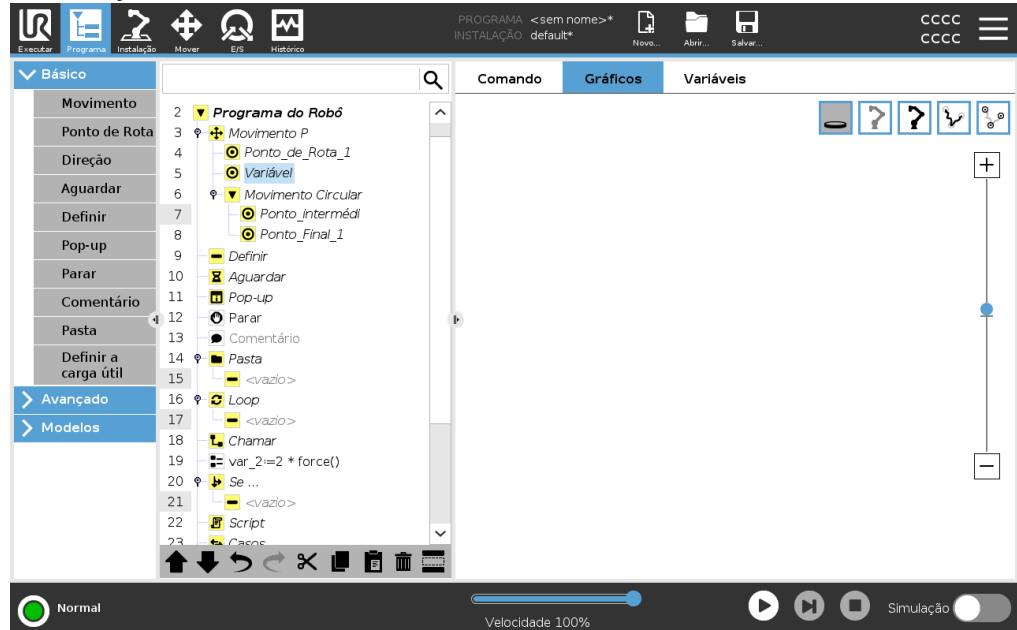 PROGRAMA <sem nome>*
INSTALAÇÃO default*
CCCC
CCCC
Executar Programa Instalação Mover E/S Histórico Novo... Abrir... Salvar...
Básico
Movimento
Ponto de Rota
Direção
Aguardar
Definir
Pop-up
Parar
Comentário
Pasta
Definir a
carga útil
Avançado
Modelos
2 Programa do Robô
3 Movimento P
4 Ponto_de_Rota_1
5 Variável
6 Movimento Circular
7 Ponto_intermédi
8 Ponto_Final_1
9 Definir
10 Aguardar
11 Pop-up
12 Parar
13 Comentário
14 Pasta
15 <vazio>
16 Loop
17 <vazio>
18 Chamar
19 var_2:=2 * force()
20 Se ...
21 <vazio>
22 Script
23 Casos
Comando Gráficos Variáveis
Normal
Velocidade 100%
Simulação